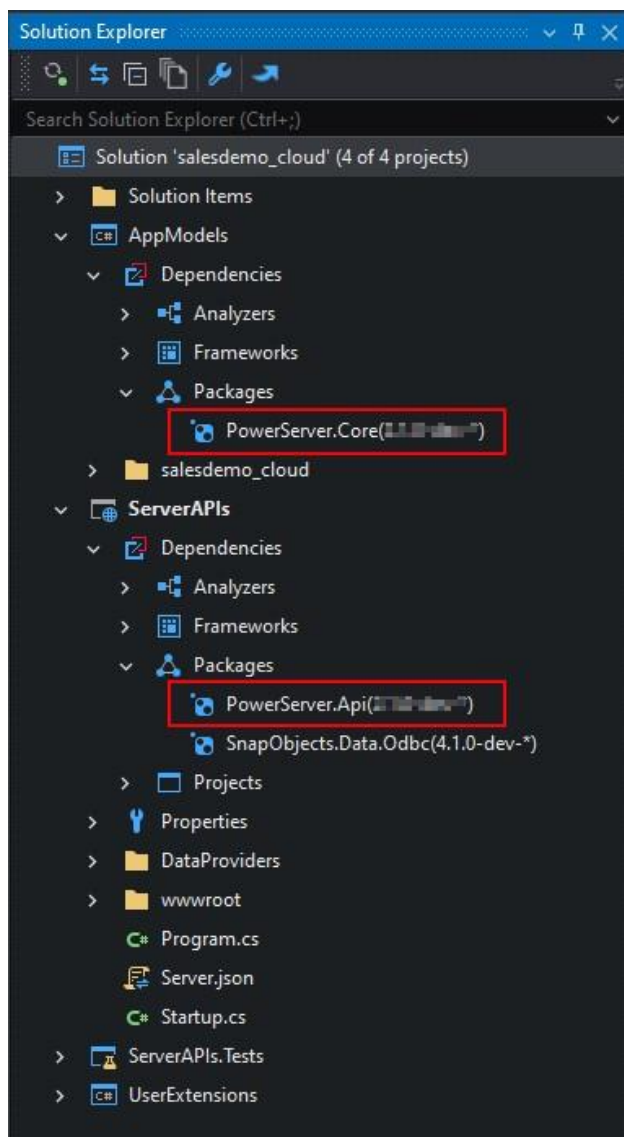 Solution Explorer
Search Solution Explorer (Ctrl+;)
Solution 'salesdemo_cloud' (4 of 4 projects)
Solution Items
C# AppModels
Dependencies
Analyzers
Frameworks
Packages
PowerServer.Core( )
salesdemo_cloud
ServerAPIs
Dependencies
Analyzers
Frameworks
Packages
PowerServer.Api( )
SnapObjects.Data.Odbc(4.1.0-dev-*)
Projects
Properties
DataProviders
wwwroot
C# Program.cs
Server.json
C# Startup.cs
ServerAPIs.Tests
C# UserExtensions